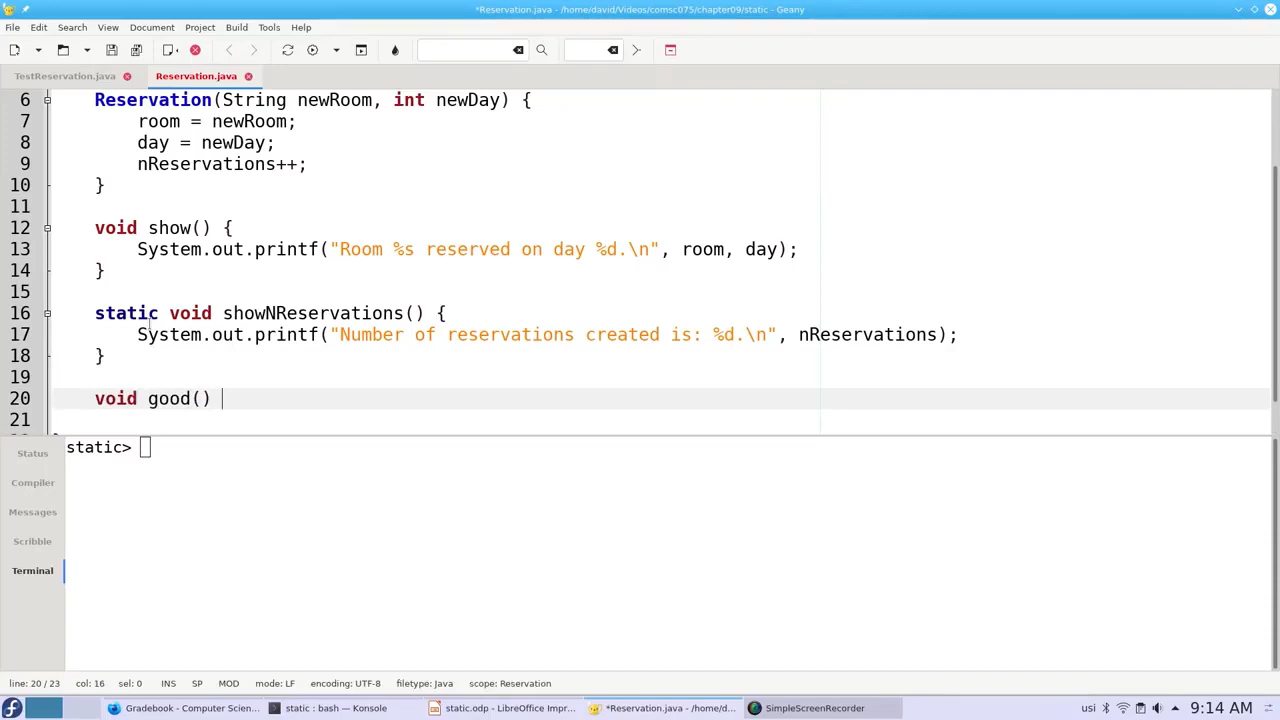 *Reservation.java - /home/david/Videos/comsc075/chapter09/static - Geany
File Edit Search View Document Project Build Tools Help
TestReservation.java Reservation.java
6 Reservation(String newRoom, int newDay) {
7 room = newRoom;
8 day = newDay;
9 nReservations++;
10 }
11
12 void show() {
13 System.out.printf("Room %s reserved on day %d.\n", room, day);
14 }
15
16 static void showNReservations() {
17 System.out.printf("Number of reservations created is: %d.\n", nReservations);
18 }
19
20 void good()
21
Status
Compiler
Messages
Scribble
Terminal
static>
line: 20 / 23 col: 16 sel: 0 INS SP MOD mode: LF encoding: UTF-8 filetype: Java scope: Reservation
Gradebook - Computer Scien... static : bash — Konsole static.odp - LibreOffice Impr... *Reservation.java - /home/d... SimpleScreenRecorder usi 9:14 AM